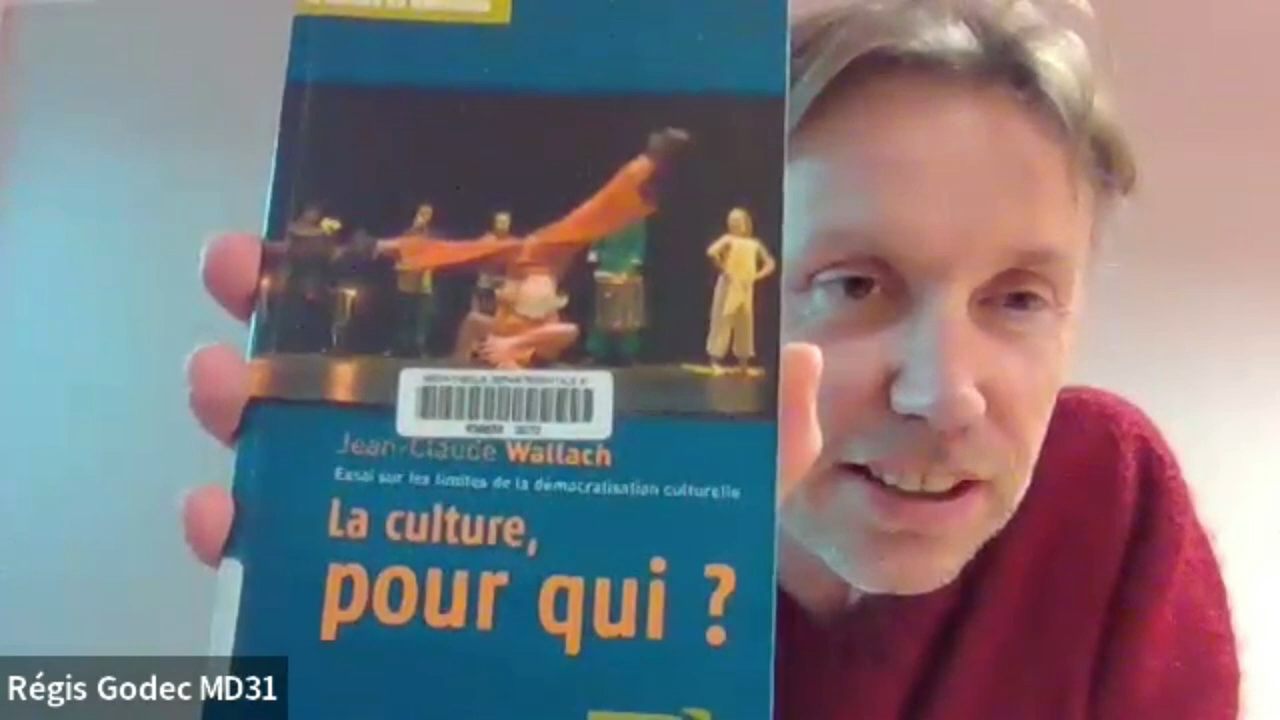 Jean-Claude Wallach
Essai sur les limites de la démocratisation culturelle
La culture,
pour qui ?
Régis Godec MD31